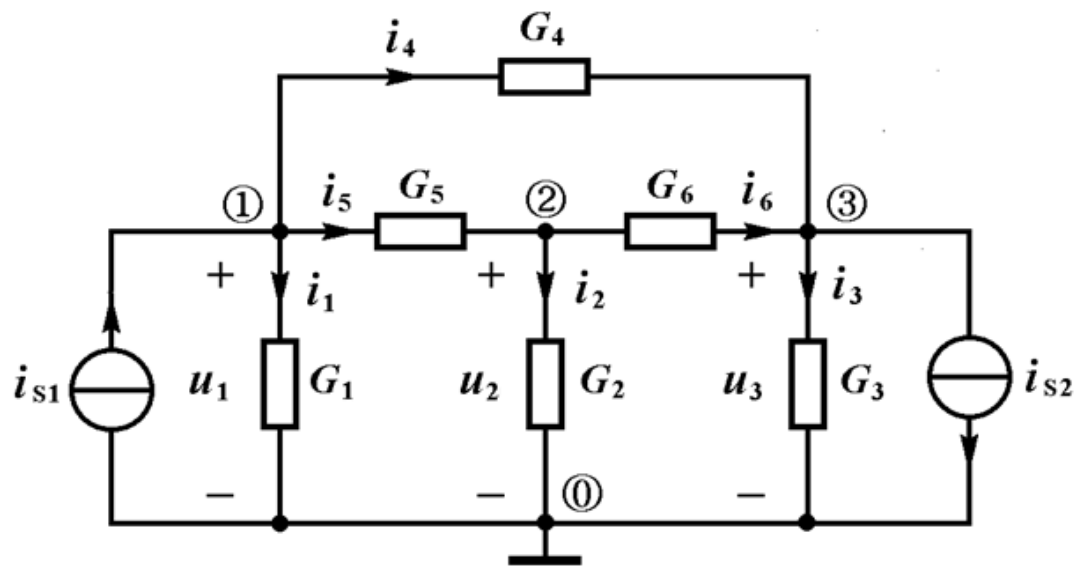 i4 G4
① i5 G5 ② G6 i6 ③
+ i1 + i2 + i3
iS1 u1 G1 u2 G2 u3 G3 iS2
− − ⓪ −